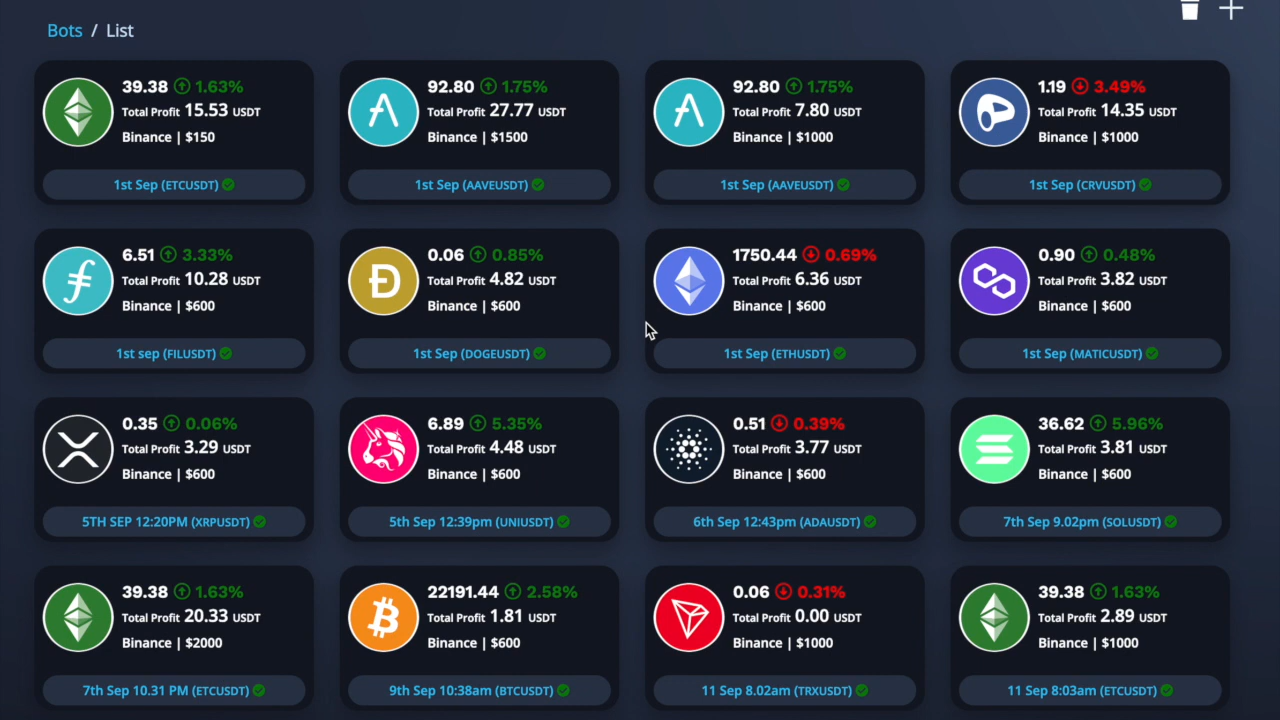 Bots / List
39.38 1.63%
Total Profit 15.53 USDT
Binance | $150
1st Sep (ETCUSDT)
92.80 1.75%
Total Profit 27.77 USDT
Binance | $1500
1st Sep (AAVEUSDT)
92.80 1.75%
Total Profit 7.80 USDT
Binance | $1000
1st Sep (AAVEUSDT)
1.19 3.49%
Total Profit 14.35 USDT
Binance | $1000
1st Sep (CRVUSDT)
6.51 3.33%
Total Profit 10.28 USDT
Binance | $600
1st sep (FILUSDT)
0.06 0.85%
Total Profit 4.82 USDT
Binance | $600
1st Sep (DOGEUSDT)
1750.44 0.69%
Total Profit 6.36 USDT
Binance | $600
1st Sep (ETHUSDT)
0.90 0.48%
Total Profit 3.82 USDT
Binance | $600
1st Sep (MATICUSDT)
0.35 0.06%
Total Profit 3.29 USDT
Binance | $600
5TH SEP 12:20PM (XRPUSDT)
6.89 5.35%
Total Profit 4.48 USDT
Binance | $600
5th Sep 12:39pm (UNIUSDT)
0.51 0.39%
Total Profit 3.77 USDT
Binance | $600
6th Sep 12:43pm (ADAUSDT)
36.62 5.96%
Total Profit 3.81 USDT
Binance | $600
7th Sep 9.02pm (SOLUSDT)
39.38 1.63%
Total Profit 20.33 USDT
Binance | $2000
7th Sep 10.31 PM (ETCUSDT)
22191.44 2.58%
Total Profit 1.81 USDT
Binance | $600
9th Sep 10:38am (BTCUSDT)
0.06 0.31%
Total Profit 0.00 USDT
Binance | $1000
11 Sep 8.02am (TRXUSDT)
39.38 1.63%
Total Profit 2.89 USDT
Binance | $1000
11 Sep 8:03am (ETCUSDT)